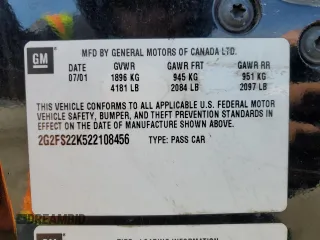 GM
MFD BY GENERAL MOTORS OF CANADA LTD.
DATE GVWR GAWR FRT GAWR RR
07/01 1896 KG 945 KG 951 KG
4181 LB 2084 LB 2097 LB
THIS VEHICLE CONFORMS TO ALL APPLICABLE U.S. FEDERAL MOTOR
VEHICLE SAFETY, BUMPER, AND THEFT PREVENTION STANDARDS IN
EFFECT ON THE DATE OF MANUFACTURE SHOWN ABOVE.
2G2FS22K522108456 TYPE: PASS CAR
DREAMBID
GM